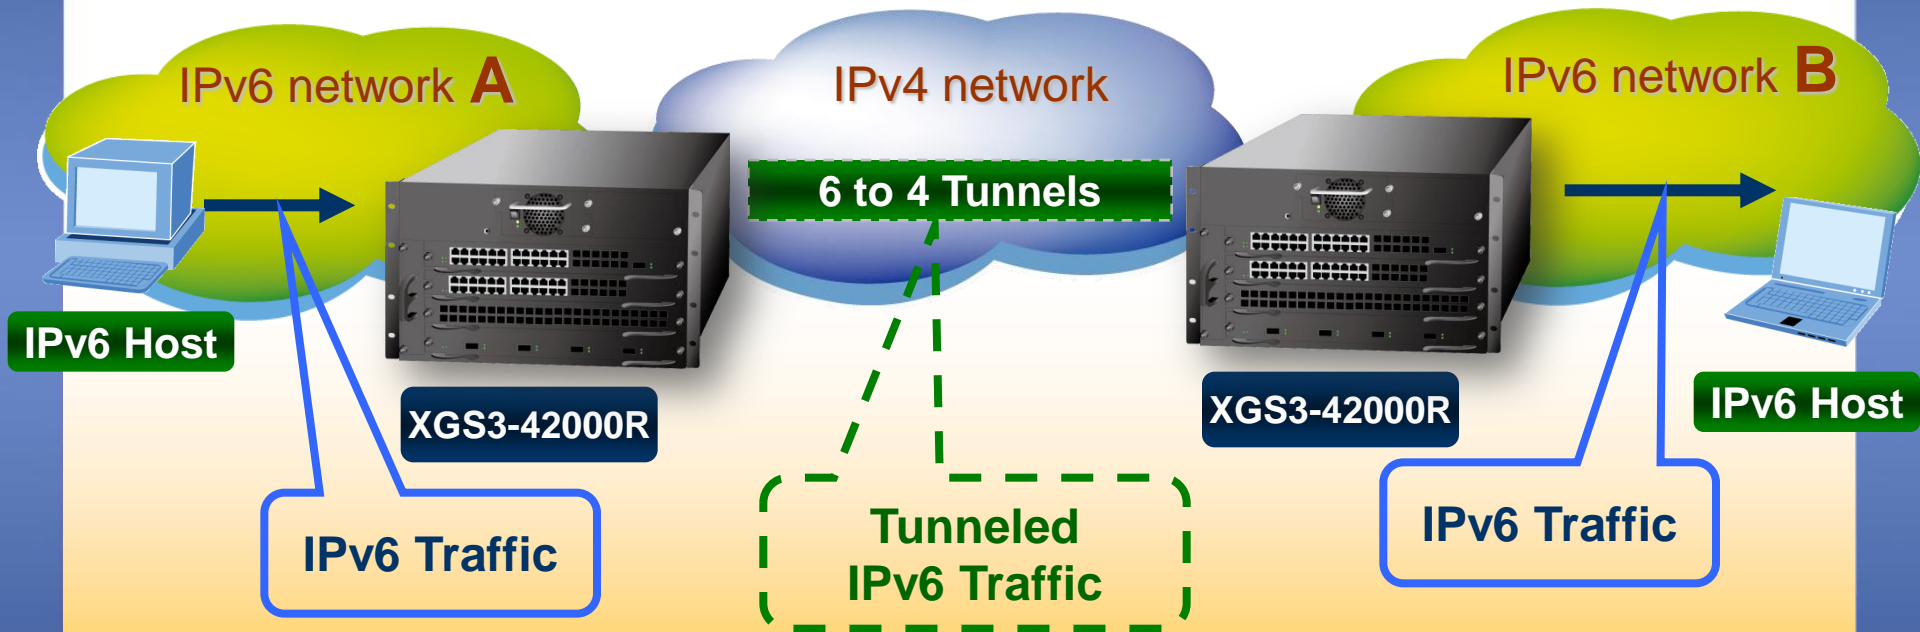 IPv6 network A
IPv4 network
IPv6 network B
6 to 4 Tunnels
IPv6 Host
XGS3-42000R
XGS3-42000R
IPv6 Host
IPv6 Traffic
Tunneled
IPv6 Traffic
IPv6 Traffic